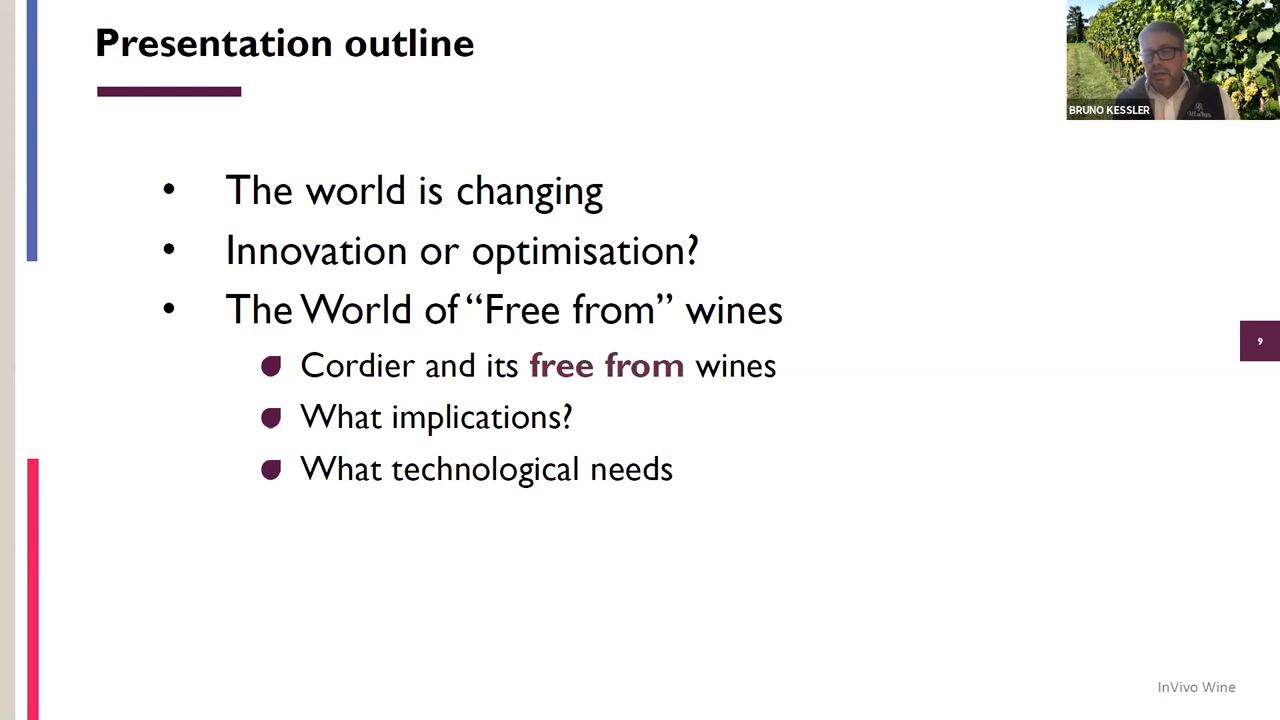 Presentation outline
BRUNO KESSLER
• The world is changing
• Innovation or optimisation?
• The World of “Free from” wines
Cordier and its free from wines
What implications?
What technological needs
9
InVivo Wine